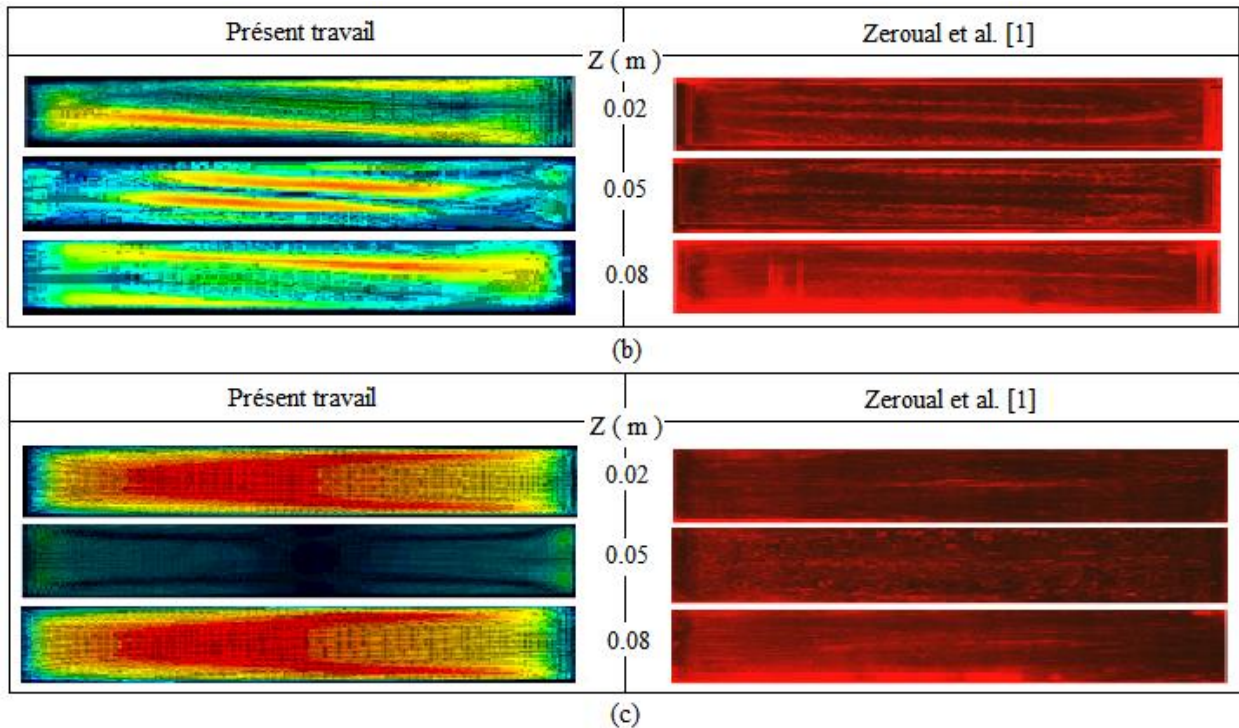 Présent travail
Zeroual et al. [1]
Z ( m )
0.02
0.05
0.08
(b)
Présent travail
Zeroual et al. [1]
Z ( m )
0.02
0.05
0.08
(c)